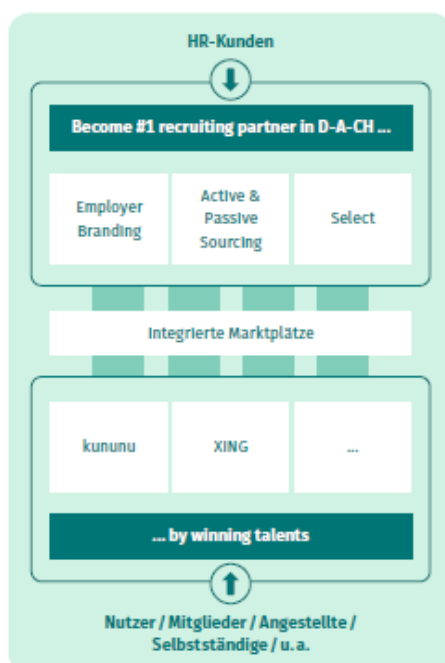 HR-Kunden
Become #1 recruiting partner in D-A-CH ...
Employer
Branding
Active &
Passive
Sourcing
Select
Integrierte Marktplätze
kununu
XING
...
... by winning talents
Nutzer / Mitglieder / Angestellte /
Selbstständige / u. a.